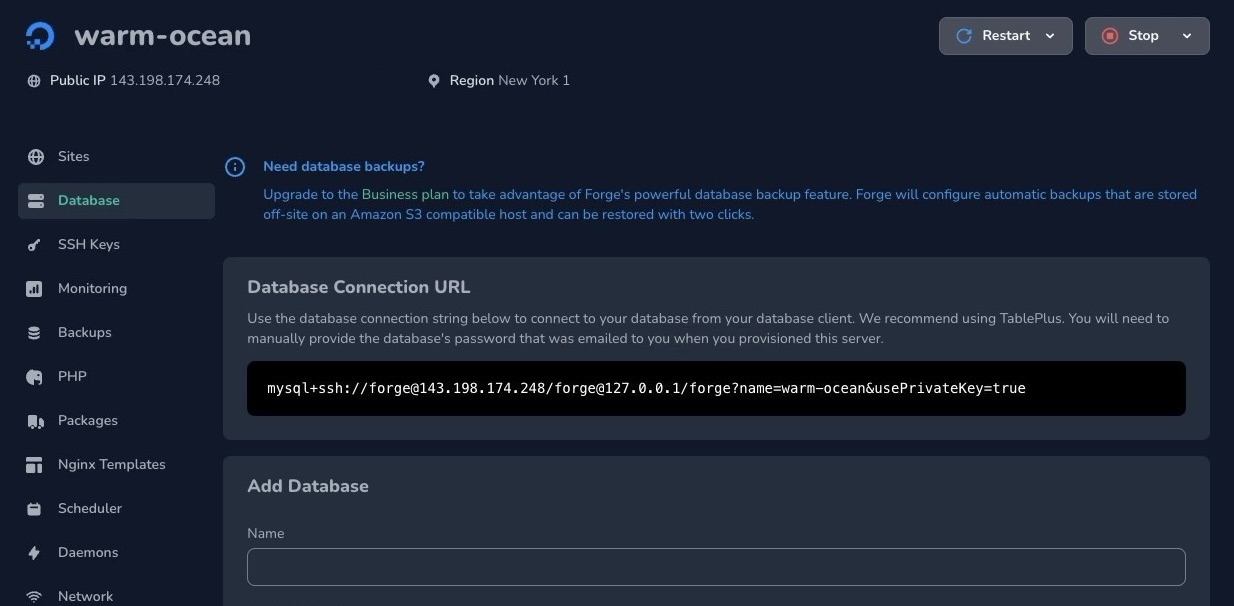 warm-ocean
Restart
Stop
Public IP 143.198.174.248
Region New York 1
Sites
Database
SSH Keys
Monitoring
Backups
PHP
Packages
Nginx Templates
Scheduler
Daemons
Network
Need database backups?
Upgrade to the Business plan to take advantage of Forge's powerful database backup feature. Forge will configure automatic backups that are stored
off-site on an Amazon S3 compatible host and can be restored with two clicks.
Database Connection URL
Use the database connection string below to connect to your database from your database client. We recommend using TablePlus. You will need to
manually provide the database's password that was emailed to you when you provisioned this server.
mysql+ssh://forge@143.198.174.248/forge@127.0.0.1/forge?name=warm-ocean&usePrivateKey=true
Add Database
Name